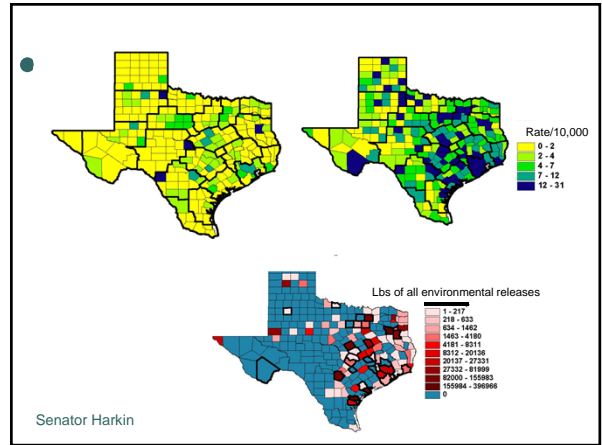 Rate/10,000
0 - 2
2 - 4
4 - 7
7 - 12
12 - 31
Lbs of all environmental releases
1 - 217
218 - 633
634 - 1462
1463 - 4180
4181 - 8311
8312 - 20136
20137 - 27331
27332 - 81999
82000 - 155983
155984 - 396966
0
Senator Harkin